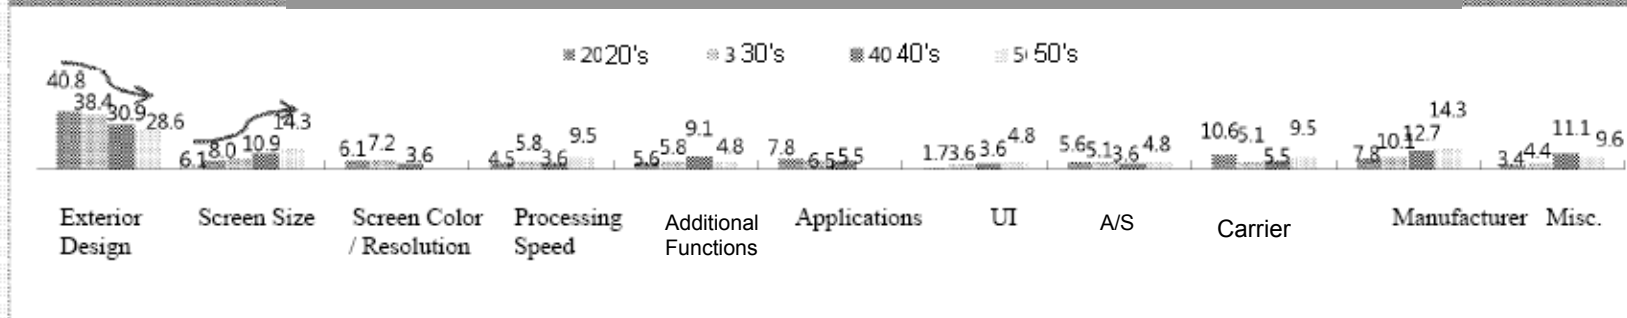 20 20's 3 30's 40 40's 5 50's
40.8 38.4 30.9 28.6
6.1 8.0 10.9 14.3
6.1 7.2 3.6
4.5 5.8 3.6 9.5
5.6 5.8 9.1 4.8
7.8 6.5 5.5
1.7 3.6 3.6 4.8
5.6 5.1 3.6 4.8
10.6 5.1 5.5 9.5
7.8 10.1 12.7 14.3
3.4 4.4 11.1 9.6
Exterior
Design
Screen Size
Screen Color
/ Resolution
Processing
Speed
Additional
Functions
Applications
UI
A/S
Carrier
Manufacturer
Misc.